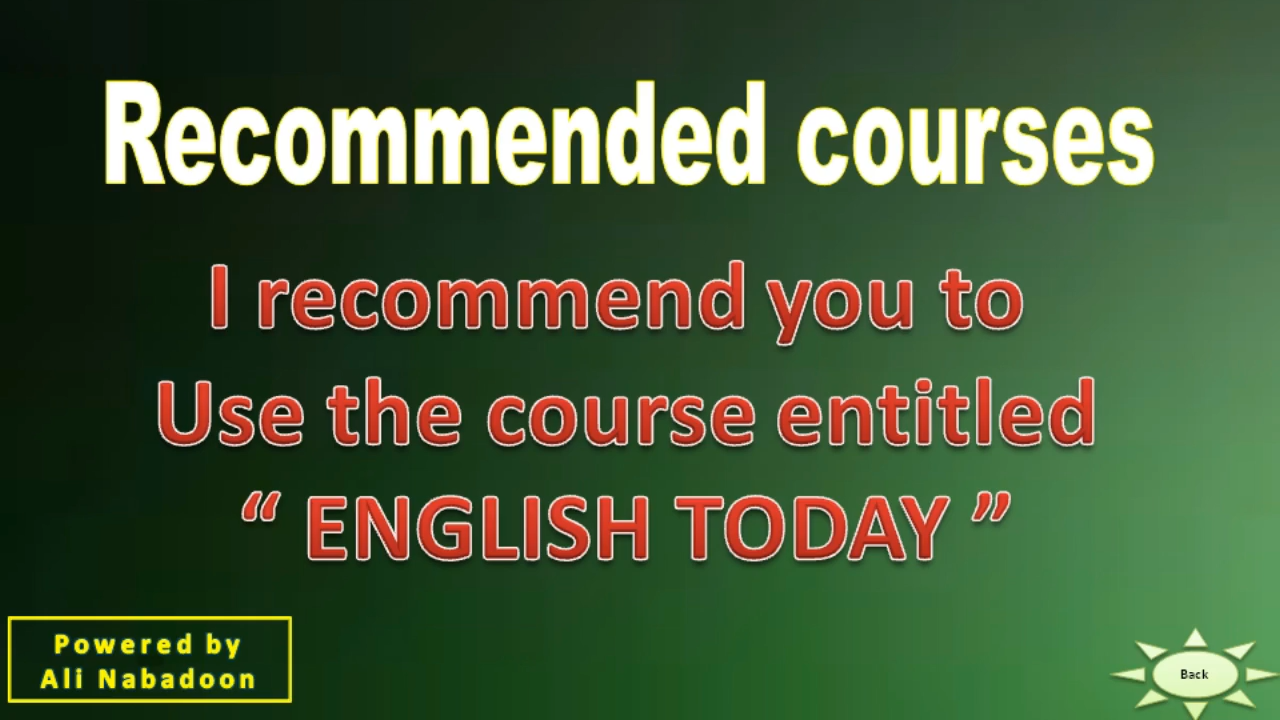 Recommended courses
I recommend you to
Use the course entitled
“ ENGLISH TODAY ”
Powered by
Ali Nabadoon
Back